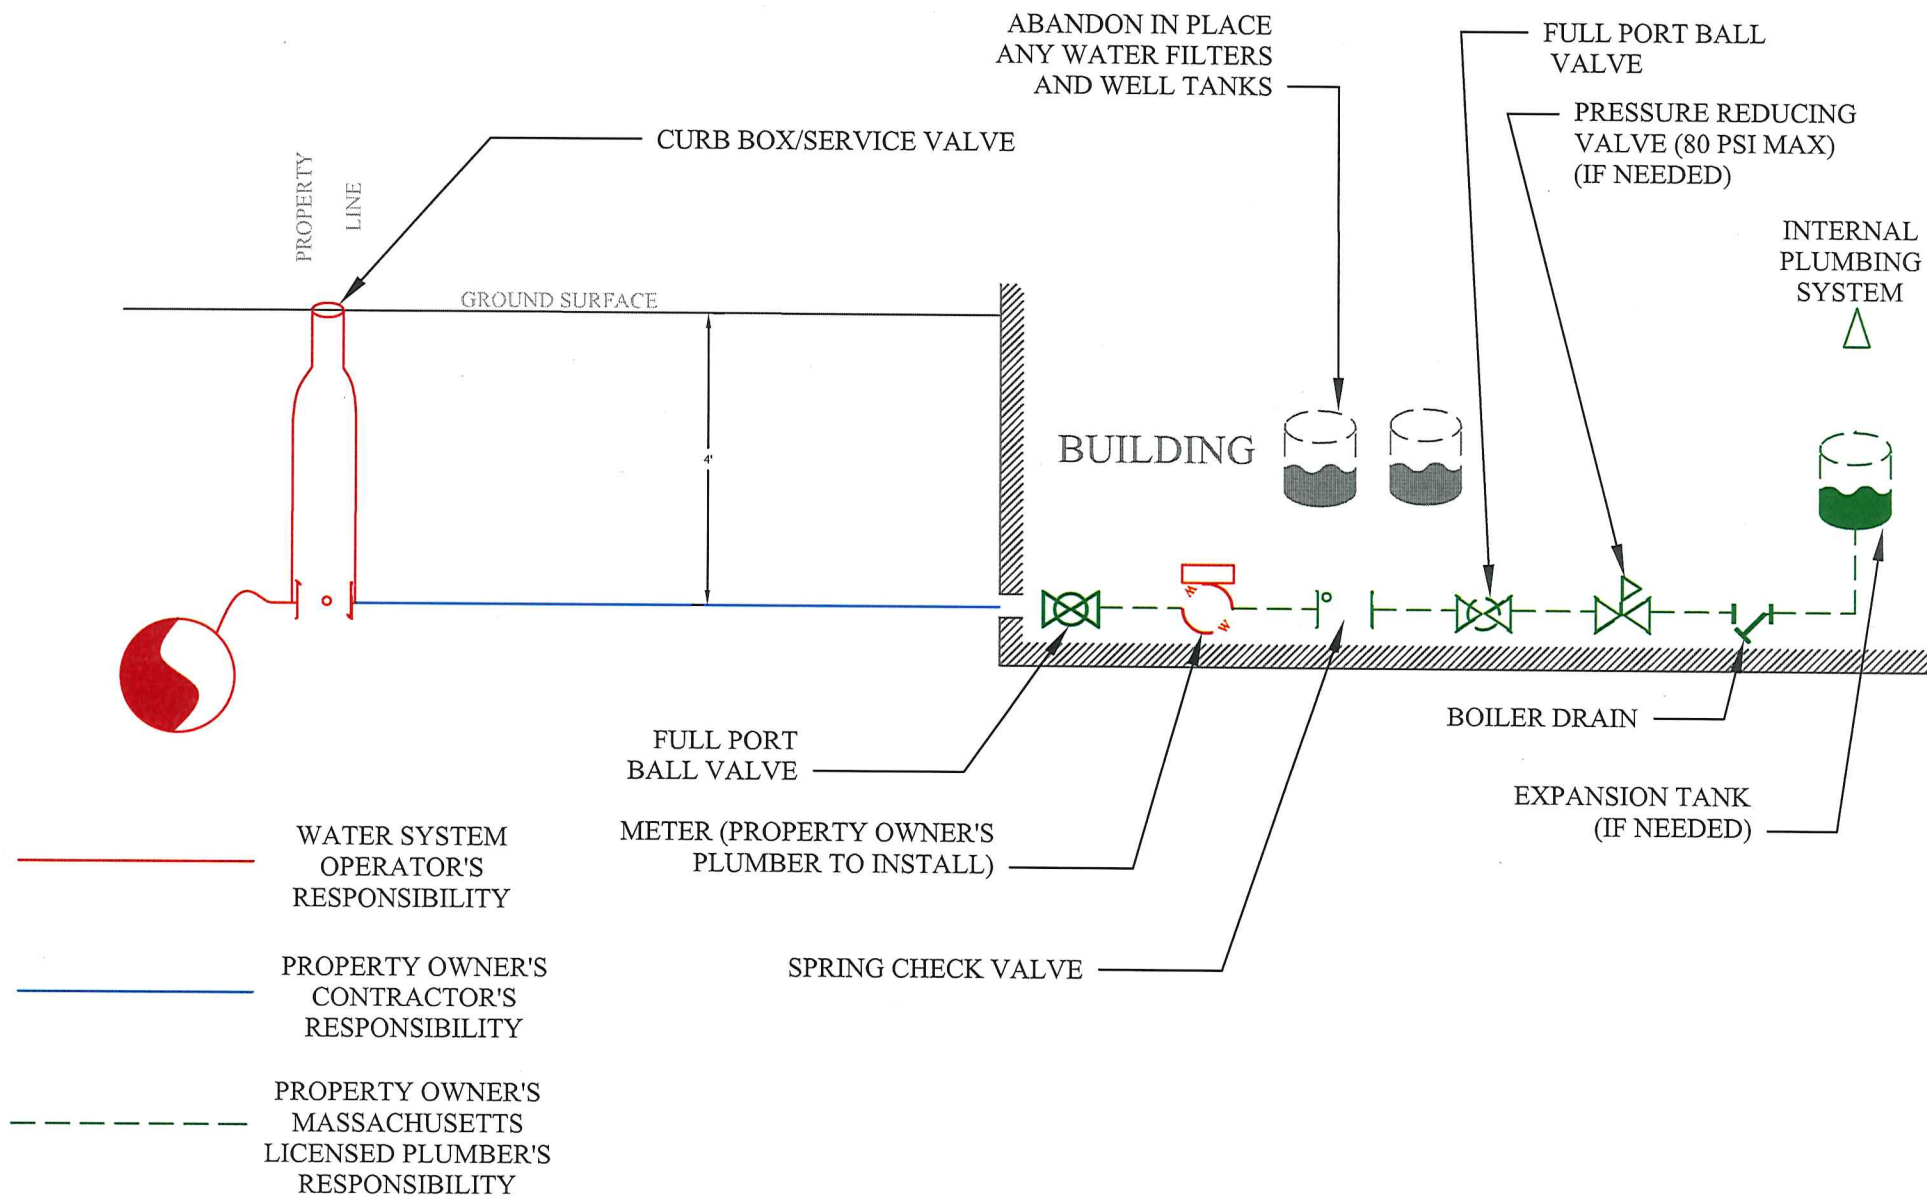 ABANDON IN PLACE
ANY WATER FILTERS
AND WELL TANKS
FULL PORT BALL
VALVE
PRESSURE REDUCING
VALVE (80 PSI MAX)
(IF NEEDED)
CURB BOX/SERVICE VALVE
PROPERTY
LINE
INTERNAL
PLUMBING
SYSTEM
GROUND SURFACE
4'
BUILDING
M
W
FULL PORT
BALL VALVE
BOILER DRAIN
METER (PROPERTY OWNER'S
PLUMBER TO INSTALL)
EXPANSION TANK
(IF NEEDED)
SPRING CHECK VALVE
WATER SYSTEM
OPERATOR'S
RESPONSIBILITY
PROPERTY OWNER'S
CONTRACTOR'S
RESPONSIBILITY
PROPERTY OWNER'S
MASSACHUSETTS
LICENSED PLUMBER'S
RESPONSIBILITY